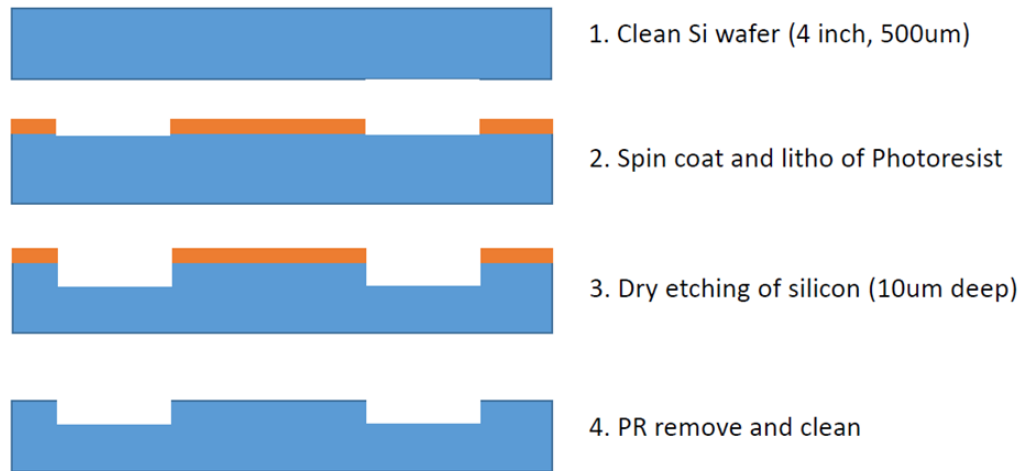 1. Clean Si wafer (4 inch, 500um)
2. Spin coat and litho of Photoresist
3. Dry etching of silicon (10um deep)
4. PR remove and clean